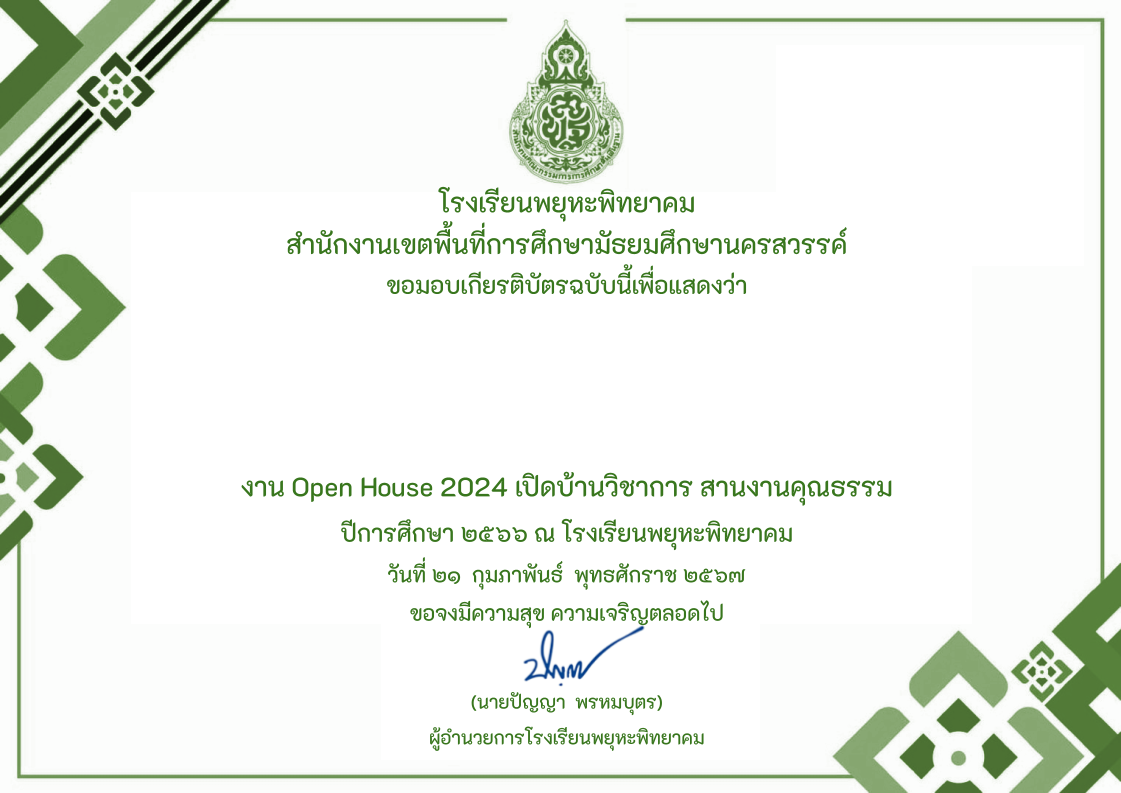 โรงเรียนพยุหะพิทยาคม
สำนักงานเขตพื้นที่การศึกษามัธยมศึกษานครสวรรค์
ขอมอบเกียรติบัตรฉบับนี้เพื่อแสดงว่า
งาน Open House 2024 เปิดบ้านวิชาการ สานงานคุณธรรม
ปีการศึกษา ๒๕๖๖ ณ โรงเรียนพยุหะพิทยาคม
วันที่ ๒๑ กุมภาพันธ์ พุทธศักราช ๒๕๖๗
ขอจงมีความสุข ความเจริญตลอดไป
(นายปัญญา พรหมบุตร)
ผู้อำนวยการโรงเรียนพยุหะพิทยาคม